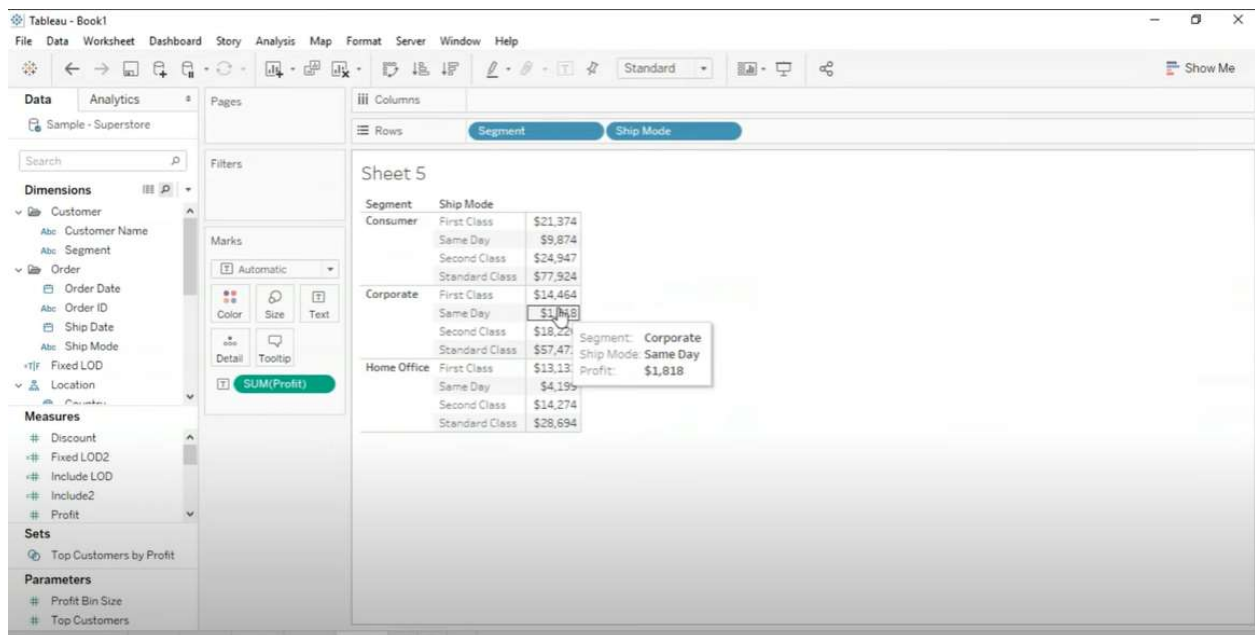 Tableau - Book1
File Data Worksheet Dashboard Story Analysis Map Format Server Window Help
Standard
Show Me
Data Analytics
Sample - Superstore
Search
Dimensions
Customer
Abc Customer Name
Abc Segment
Order
Order Date
Abc Order ID
Ship Date
Abc Ship Mode
=T|F Fixed LOD
Location
Measures
# Discount
=# Fixed LOD2
=# Include LOD
=# Include2
# Profit
Sets
Top Customers by Profit
Parameters
# Profit Bin Size
# Top Customers
Pages
Filters
Marks
Automatic
Color Size Text
Detail Tooltip
SUM(Profit)
Columns
Rows Segment Ship Mode
Sheet 5
Segment Ship Mode
Consumer First Class $21,374
Same Day $9,874
Second Class $24,947
Standard Class $77,924
Corporate First Class $14,464
Same Day
Second Class
Standard Class
Home Office First Class
Same Day $4,199
Second Class $14,274
Standard Class $28,694
Segment: Corporate
Ship Mode: Same Day
Profit: $1,818